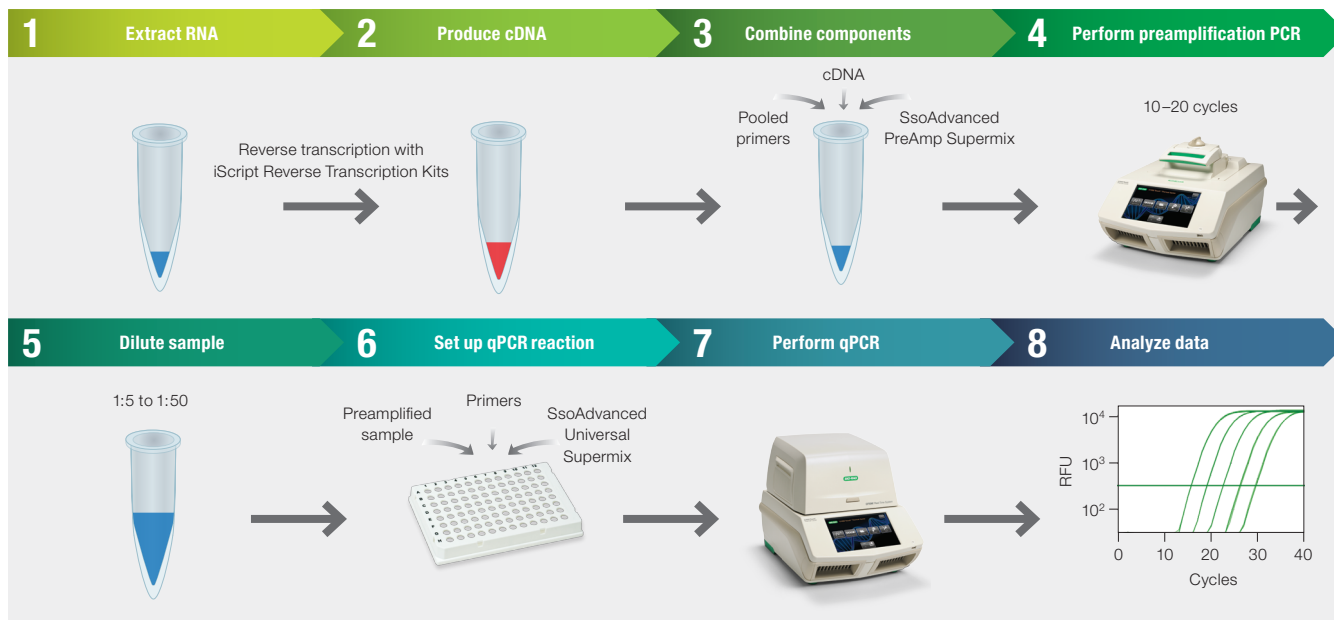 1 Extract RNA
2 Produce cDNA
3 Combine components
4 Perform preamplification PCR
Reverse transcription with
iScript Reverse Transcription Kits
cDNA
Pooled
primers
SsoAdvanced
PreAmp Supermix
10–20 cycles
5 Dilute sample
6 Set up qPCR reaction
7 Perform qPCR
8 Analyze data
1:5 to 1:50
Preamplified
sample
Primers
SsoAdvanced
Universal
Supermix
RFU
10⁴
10³
10²
0 10 20 30 40
Cycles